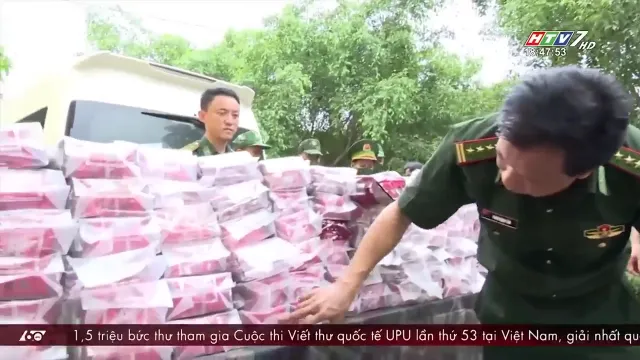 HTV7 HD
18:47:53
60 1,5 triệu bức thư tham gia Cuộc thi Viết thư quốc tế UPU lần thứ 53 tại Việt Nam, giải nhất qu